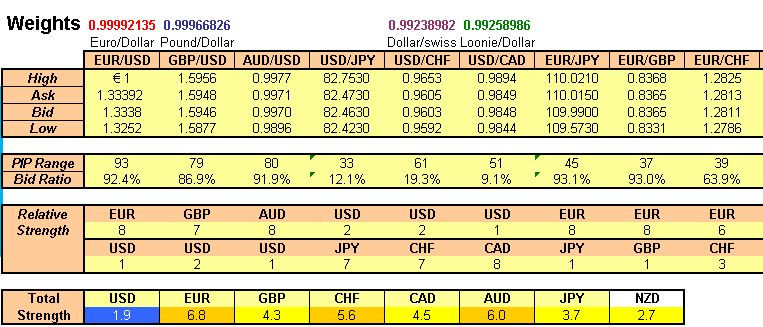 Weights 0.99992135 0.99966826 0.99238982 0.99258986
Euro/Dollar Pound/Dollar Dollar/swiss Loonie/Dollar
EUR/USD GBP/USD AUD/USD USD/JPY USD/CHF USD/CAD EUR/JPY EUR/GBP EUR/CHF
High €1 1.5956 0.9977 82.7530 0.9653 0.9894 110.0210 0.8368 1.2825
Ask 1.33392 1.5948 0.9971 82.4730 0.9605 0.9849 110.0150 0.8365 1.2813
Bid 1.3338 1.5946 0.9970 82.4630 0.9603 0.9848 109.9900 0.8365 1.2811
Low 1.3252 1.5877 0.9896 82.4230 0.9592 0.9844 109.5730 0.8331 1.2786
PIP Range 93 79 80 33 61 51 45 37 39
Bid Ratio 92.4% 86.9% 91.9% 12.1% 19.3% 9.1% 93.1% 93.0% 63.9%
Relative EUR GBP AUD USD USD USD EUR EUR EUR
Strength 8 7 8 2 2 1 8 8 6
USD USD USD JPY CHF CAD JPY GBP CHF
1 2 1 7 7 8 1 1 3
Total USD EUR GBP CHF CAD AUD JPY NZD
Strength 1.9 6.8 4.3 5.6 4.5 6.0 3.7 2.7